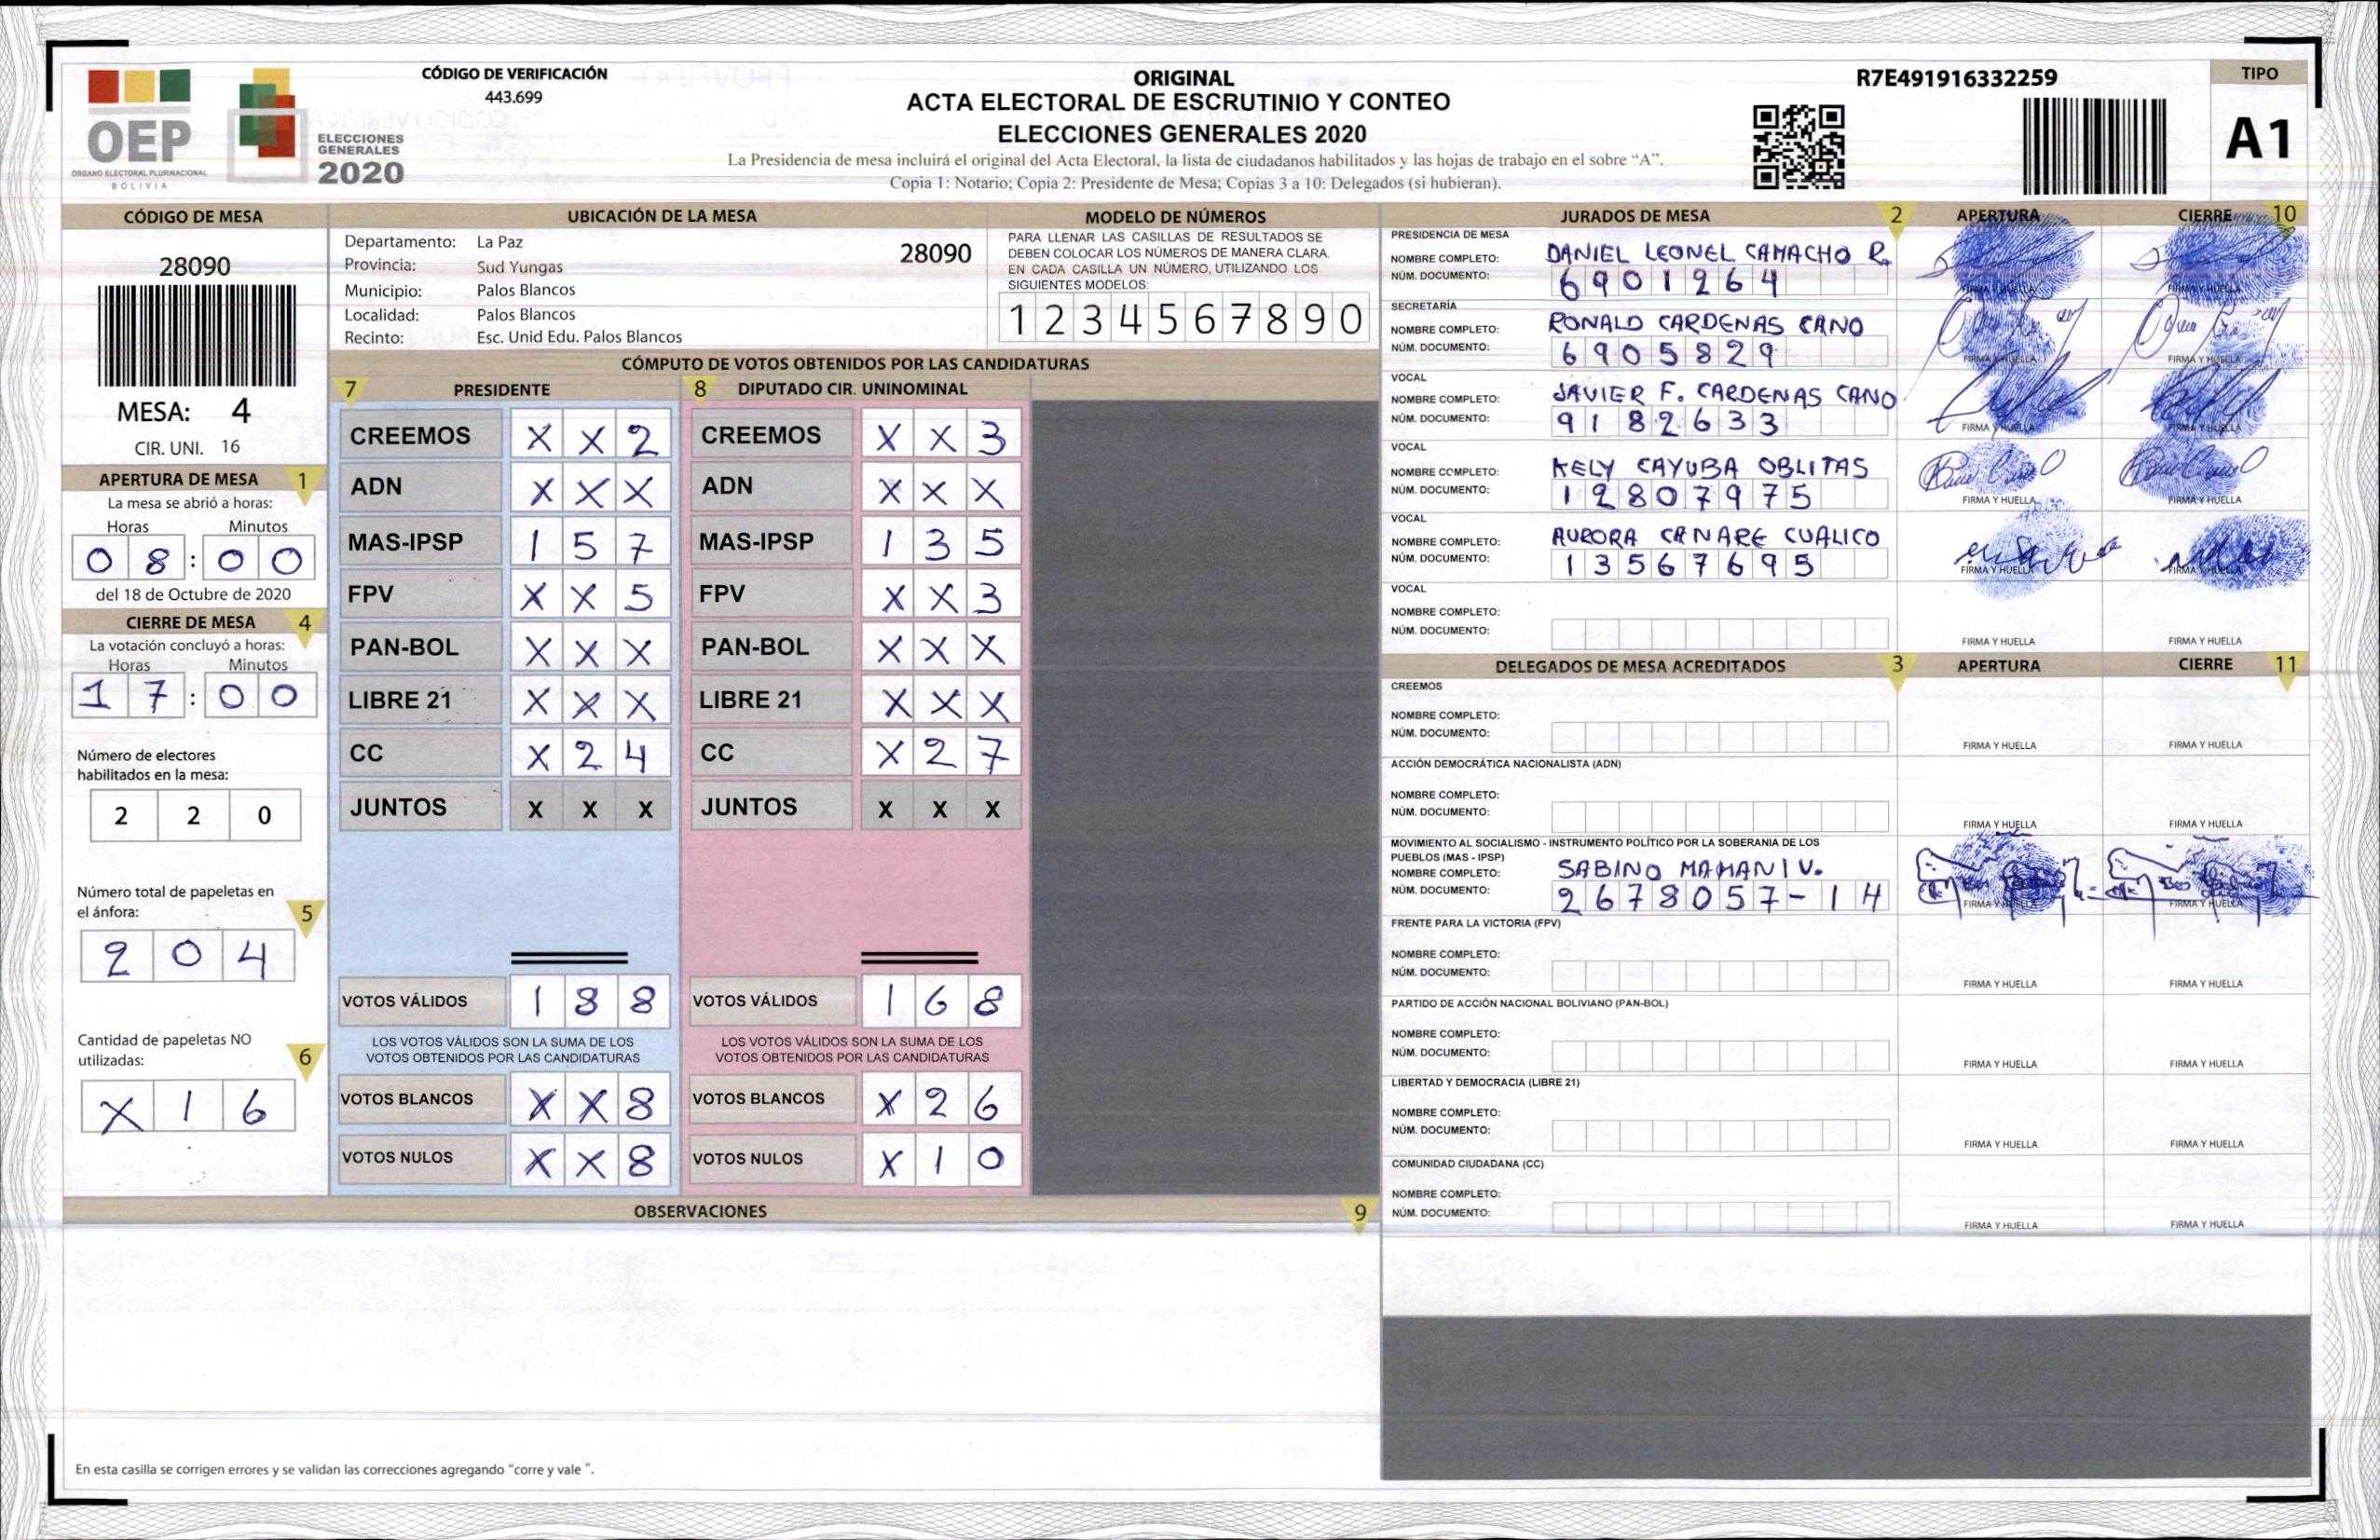 CÓDIGO DE VERIFICACIÓN
443.699
OEP
ÓRGANO ELECTORAL PLURINACIONAL
BOLIVIA
ELECCIONES
GENERALES
2020
ORIGINAL
ACTA ELECTORAL DE ESCRUTINIO Y CONTEO
ELECCIONES GENERALES 2020
La Presidencia de mesa incluirá el original del Acta Electoral, la lista de ciudadanos habilitados y las hojas de trabajo en el sobre “A”.
Copia 1: Notario; Copia 2: Presidente de Mesa; Copias 3 a 10: Delegados (si hubieran).
R7E491916332259
TIPO
A1
CÓDIGO DE MESA
28090
MESA: 4
CIR. UNI. 16
APERTURA DE MESA 1
La mesa se abrió a horas:
Horas Minutos
08:00
del 18 de Octubre de 2020
CIERRE DE MESA 4
La votación concluyó a horas:
Horas Minutos
17:00
Número de electores
habilitados en la mesa:
2 2 0
Número total de papeletas en
el ánfora: 5
2 0 4
Cantidad de papeletas NO
utilizadas: 6
X 1 6
UBICACIÓN DE LA MESA
Departamento: La Paz 28090
Provincia: Sud Yungas
Municipio: Palos Blancos
Localidad: Palos Blancos
Recinto: Esc. Unid Edu. Palos Blancos
MODELO DE NÚMEROS
PARA LLENAR LAS CASILLAS DE RESULTADOS SE
DEBEN COLOCAR LOS NÚMEROS DE MANERA CLARA.
EN CADA CASILLA UN NÚMERO, UTILIZANDO LOS
SIGUIENTES MODELOS:
1 2 3 4 5 6 7 8 9 0
CÓMPUTO DE VOTOS OBTENIDOS POR LAS CANDIDATURAS
7 PRESIDENTE 8 DIPUTADO CIR. UNINOMINAL
CREEMOS X X 2 CREEMOS X X 3
ADN X X X ADN X X X
MAS-IPSP 1 5 7 MAS-IPSP 1 3 5
FPV X X 5 FPV X X 3
PAN-BOL X X X PAN-BOL X X X
LIBRE 21 X X X LIBRE 21 X X X
CC X 2 4 CC X 2 7
JUNTOS X X X JUNTOS X X X
VOTOS VÁLIDOS 1 8 8 VOTOS VÁLIDOS 1 6 8
LOS VOTOS VÁLIDOS SON LA SUMA DE LOS LOS VOTOS VÁLIDOS SON LA SUMA DE LOS
VOTOS OBTENIDOS POR LAS CANDIDATURAS VOTOS OBTENIDOS POR LAS CANDIDATURAS
VOTOS BLANCOS X X 8 VOTOS BLANCOS X 2 6
VOTOS NULOS X X 8 VOTOS NULOS X 1 0
OBSERVACIONES 9
En esta casilla se corrigen errores y se validan las correcciones agregando “corre y vale ”.
JURADOS DE MESA 2 APERTURA CIERRE 10
PRESIDENCIA DE MESA
NOMBRE COMPLETO: DANIEL LEONEL CAMACHO R.
NÚM. DOCUMENTO: 6901264
FIRMA Y HUELLA FIRMA Y HUELLA
SECRETARÍA
NOMBRE COMPLETO: RONALD CARDENAS CANO
NÚM. DOCUMENTO: 6905829
FIRMA Y HUELLA FIRMA Y HUELLA
VOCAL
NOMBRE COMPLETO: JAVIER F. CARDENAS CANO
NÚM. DOCUMENTO: 9182633
FIRMA Y HUELLA FIRMA Y HUELLA
VOCAL
NOMBRE COMPLETO: KELY CAYUBA OBLITAS
NÚM. DOCUMENTO: 12807975
FIRMA Y HUELLA FIRMA Y HUELLA
VOCAL
NOMBRE COMPLETO: AURORA CANARE CUALICO
NÚM. DOCUMENTO: 13567695
FIRMA Y HUELLA FIRMA Y HUELLA
VOCAL
NOMBRE COMPLETO:
NÚM. DOCUMENTO:
FIRMA Y HUELLA FIRMA Y HUELLA
DELEGADOS DE MESA ACREDITADOS 3 APERTURA CIERRE 11
CREEMOS
NOMBRE COMPLETO:
NÚM. DOCUMENTO:
FIRMA Y HUELLA FIRMA Y HUELLA
ACCIÓN DEMOCRÁTICA NACIONALISTA (ADN)
NOMBRE COMPLETO:
NÚM. DOCUMENTO:
FIRMA Y HUELLA FIRMA Y HUELLA
MOVIMIENTO AL SOCIALISMO - INSTRUMENTO POLÍTICO POR LA SOBERANIA DE LOS
PUEBLOS (MAS - IPSP)
NOMBRE COMPLETO: SABINO MAMANI V.
NÚM. DOCUMENTO: 2678057-14
FIRMA Y HUELLA FIRMA Y HUELLA
FRENTE PARA LA VICTORIA (FPV)
NOMBRE COMPLETO:
NÚM. DOCUMENTO:
FIRMA Y HUELLA FIRMA Y HUELLA
PARTIDO DE ACCIÓN NACIONAL BOLIVIANO (PAN-BOL)
NOMBRE COMPLETO:
NÚM. DOCUMENTO:
FIRMA Y HUELLA FIRMA Y HUELLA
LIBERTAD Y DEMOCRACIA (LIBRE 21)
NOMBRE COMPLETO:
NÚM. DOCUMENTO:
FIRMA Y HUELLA FIRMA Y HUELLA
COMUNIDAD CIUDADANA (CC)
NOMBRE COMPLETO:
NÚM. DOCUMENTO:
FIRMA Y HUELLA FIRMA Y HUELLA